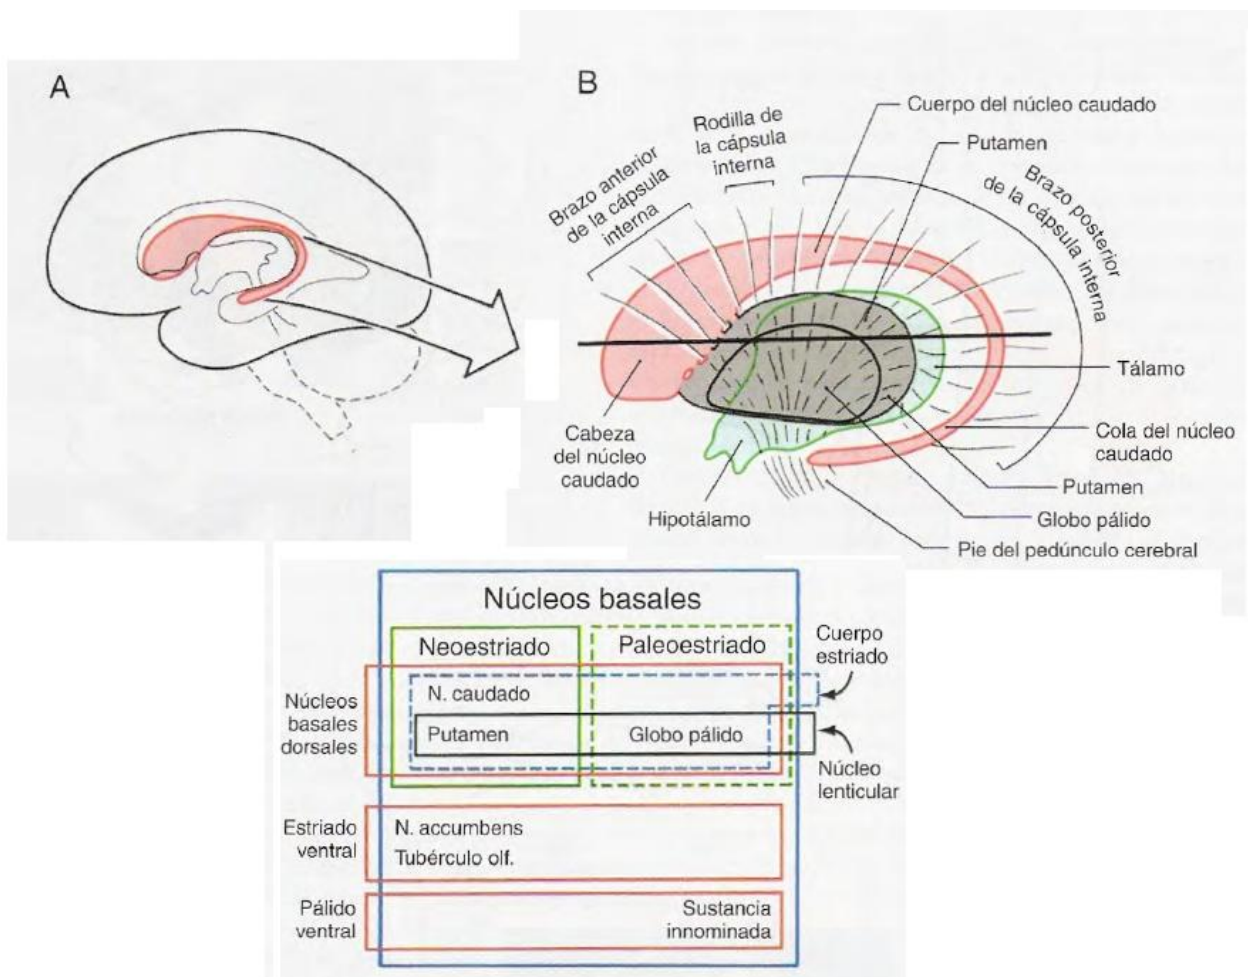 A
B
Cuerpo del núcleo caudado
Rodilla de
la cápsula
interna
Putamen
Brazo anterior
de la cápsula
interna
Brazo posterior
de la cápsula interna
Tálamo
Cabeza
del núcleo
caudado
Cola del núcleo
caudado
Putamen
Hipotálamo
Globo pálido
Pie del pedúnculo cerebral
Núcleos basales
Neoestriado
Paleoestriado
Cuerpo
estriado
N. caudado
Núcleos
basales
dorsales
Putamen
Globo pálido
Núcleo
lenticular
Estriado
ventral
N. accumbens
Tubérculo olf.
Pálido
ventral
Sustancia
innominada